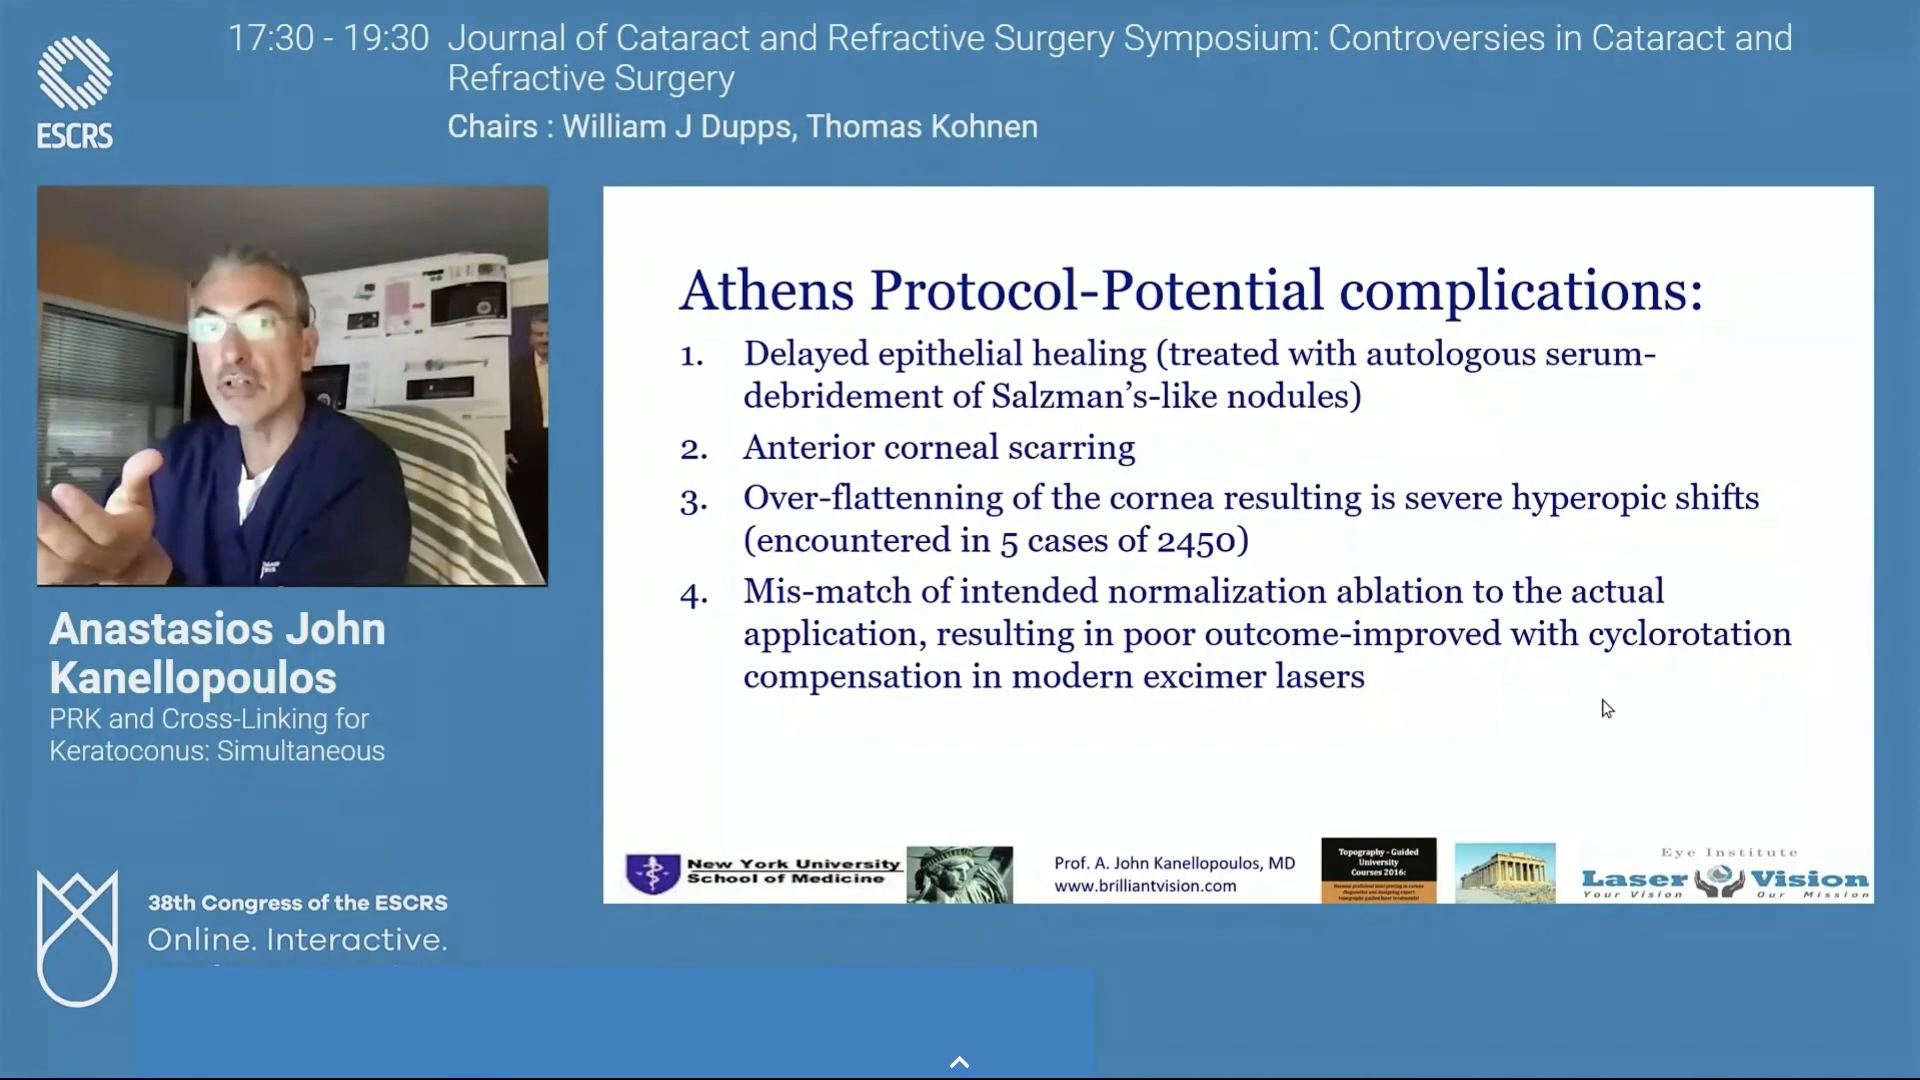 17:30 - 19:30 Journal of Cataract and Refractive Surgery Symposium: Controversies in Cataract and
Refractive Surgery
Chairs : William J Dupps, Thomas Kohnen
ESCRS
Athens Protocol-Potential complications:
1. Delayed epithelial healing (treated with autologous serum-
debridement of Salzman’s-like nodules)
2. Anterior corneal scarring
3. Over-flattenning of the cornea resulting is severe hyperopic shifts
(encountered in 5 cases of 2450)
4. Mis-match of intended normalization ablation to the actual
application, resulting in poor outcome-improved with cyclorotation
compensation in modern excimer lasers
Anastasios John
Kanellopoulos
PRK and Cross-Linking for
Keratoconus: Simultaneous
New York University
School of Medicine
Prof. A. John Kanellopoulos, MD
www.brilliantvision.com
Topography - Guided
University
Courses 2016:
Eye Institute
Laser Vision
Your Vision Our Mission
38th Congress of the ESCRS
Online. Interactive.